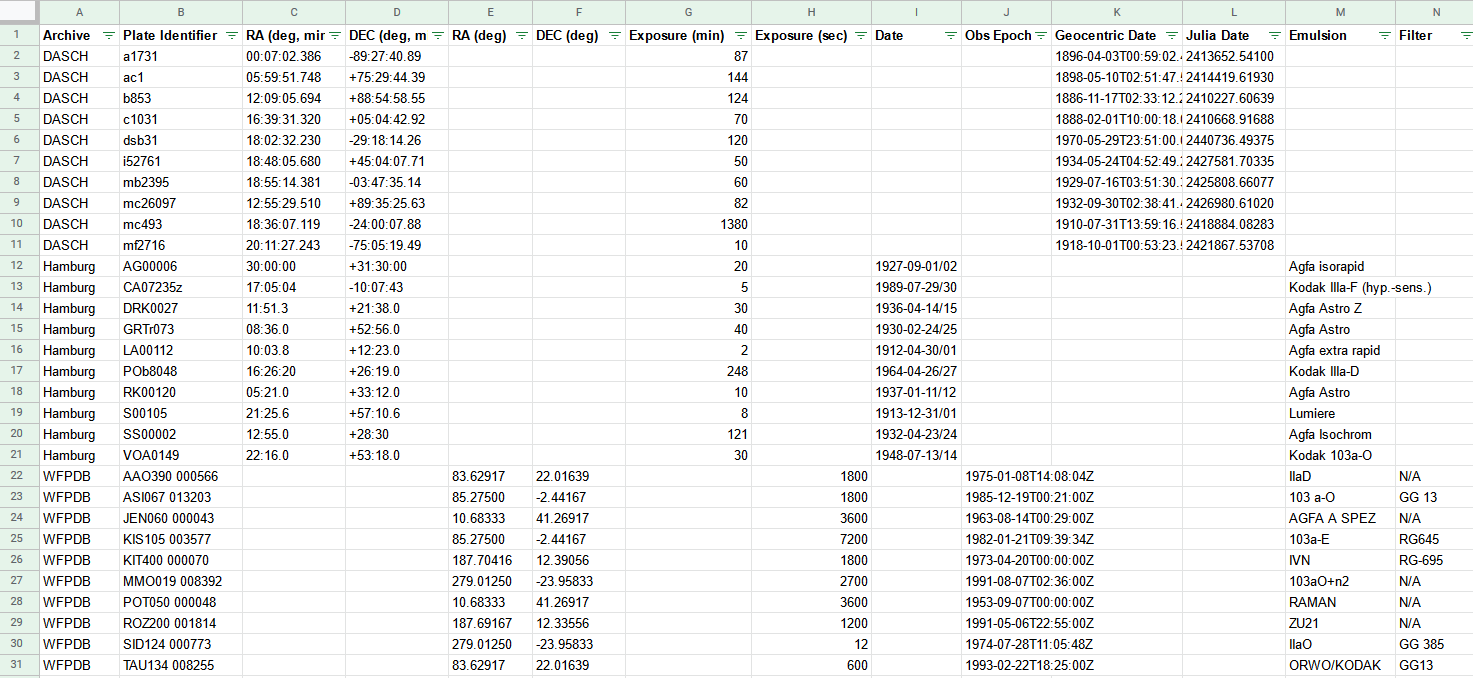 A B C D E F G H I J K L M N
1 Archive Plate Identifier RA (deg, mir DEC (deg, m RA (deg) DEC (deg) Exposure (min) Exposure (sec) Date Obs Epoch Geocentric Date Julia Date Emulsion Filter
2 DASCH a1731 00:07:02.386 -89:27:40.89 87 1896-04-03T00:59:02. 2413652.54100
3 DASCH ac1 05:59:51.748 +75:29:44.39 144 1898-05-10T02:51:47. 2414419.61930
4 DASCH b853 12:09:05.694 +88:54:58.55 124 1886-11-17T02:33:12.2 2410227.60639
5 DASCH c1031 16:39:31.320 +05:04:42.92 70 1888-02-01T10:00:18. 2410668.91688
6 DASCH dsb31 18:02:32.230 -29:18:14.26 120 1970-05-29T23:51:00. 2440736.49375
7 DASCH i52761 18:48:05.680 +45:04:07.71 50 1934-05-24T04:52:49. 2427581.70335
8 DASCH mb2395 18:55:14.381 -03:47:35.14 60 1929-07-16T03:51:30. 2425808.66077
9 DASCH mc26097 12:55:29.510 +89:35:25.63 82 1932-09-30T02:38:41. 2426980.61020
10 DASCH mc493 18:36:07.119 -24:00:07.88 1380 1910-07-31T13:59:16. 2418884.08283
11 DASCH mf2716 20:11:27.243 -75:05:19.49 10 1918-10-01T00:53:23. 2421867.53708
12 Hamburg AG00006 30:00:00 +31:30:00 20 1927-09-01/02 Agfa isorapid
13 Hamburg CA07235z 17:05:04 -10:07:43 5 1989-07-29/30 Kodak IIIa-F (hyp.-sens.)
14 Hamburg DRK0027 11:51.3 +21:38.0 30 1936-04-14/15 Agfa Astro Z
15 Hamburg GRTr073 08:36.0 +52:56.0 40 1930-02-24/25 Agfa Astro
16 Hamburg LA00112 10:03.8 +12:23.0 2 1912-04-30/01 Agfa extra rapid
17 Hamburg POb8048 16:26:20 +26:19.0 248 1964-04-26/27 Kodak IIIa-D
18 Hamburg RK00120 05:21.0 +33:12.0 10 1937-01-11/12 Agfa Astro
19 Hamburg S00105 21:25.6 +57:10.6 8 1913-12-31/01 Lumiere
20 Hamburg SS00002 12:55.0 +28:30 121 1932-04-23/24 Agfa Isochrom
21 Hamburg VOA0149 22:16.0 +53:18.0 30 1948-07-13/14 Kodak 103a-O
22 WFPDB AAO390 000566 83.62917 22.01639 1800 1975-01-08T14:08:04Z IIaD N/A
23 WFPDB ASI067 013203 85.27500 -2.44167 1800 1985-12-19T00:21:00Z 103 a-O GG 13
24 WFPDB JEN060 000043 10.68333 41.26917 3600 1963-08-14T00:29:00Z AGFA A SPEZ N/A
25 WFPDB KIS105 003577 85.27500 -2.44167 7200 1982-01-21T09:39:34Z 103a-E RG645
26 WFPDB KIT400 000070 187.70416 12.39056 1800 1973-04-20T00:00:00Z IVN RG-695
27 WFPDB MMO019 008392 279.01250 -23.95833 2700 1991-08-07T02:36:00Z 103aO+n2 N/A
28 WFPDB POT050 000048 10.68333 41.26917 3600 1953-09-07T00:00:00Z RAMAN N/A
29 WFPDB ROZ200 001814 187.69167 12.33556 1200 1991-05-06T22:55:00Z ZU21 N/A
30 WFPDB SID124 000773 279.01250 -23.95833 12 1974-07-28T11:05:48Z IIaO GG 385
31 WFPDB TAU134 008255 83.62917 22.01639 600 1993-02-22T18:25:00Z ORWO/KODAK GG13